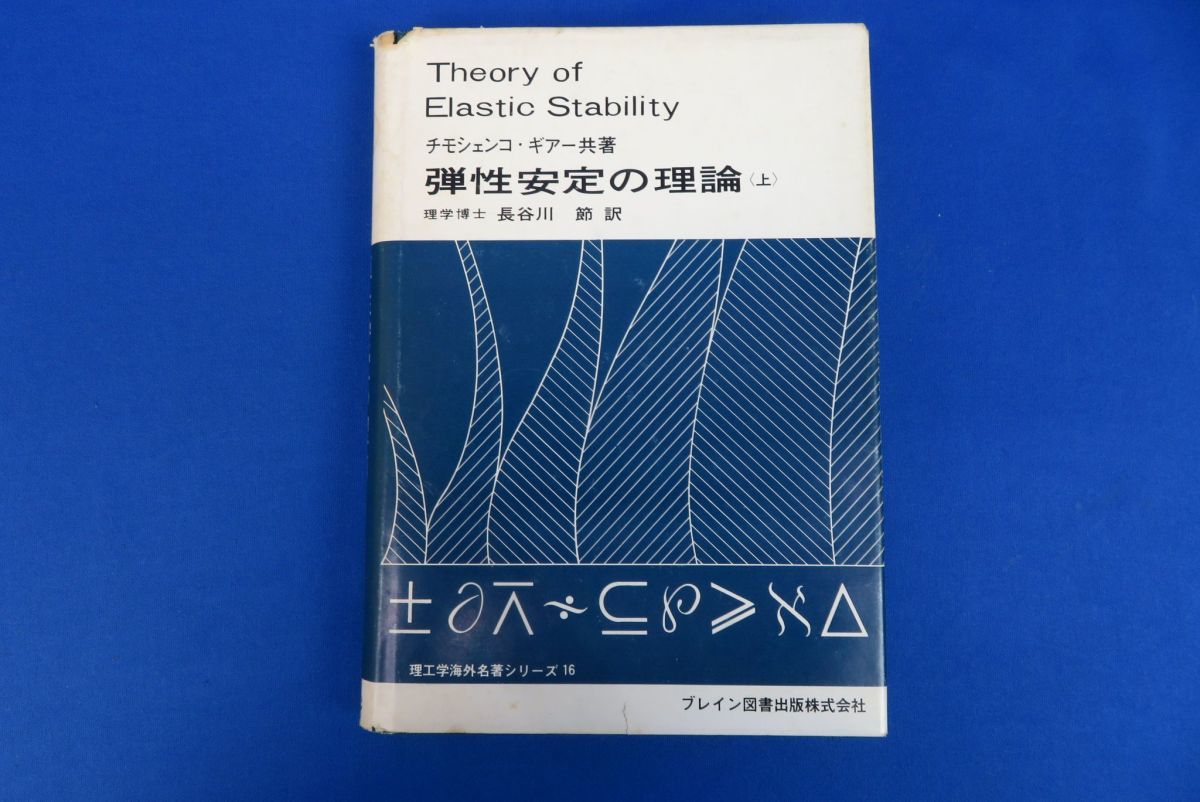 Theory of
Elastic Stability
チモシェンコ・ギアー共著
弾性安定の理論〈上〉
理学博士 長谷川 節 訳
理工学海外名著シリーズ 16
ブレイン図書出版株式会社